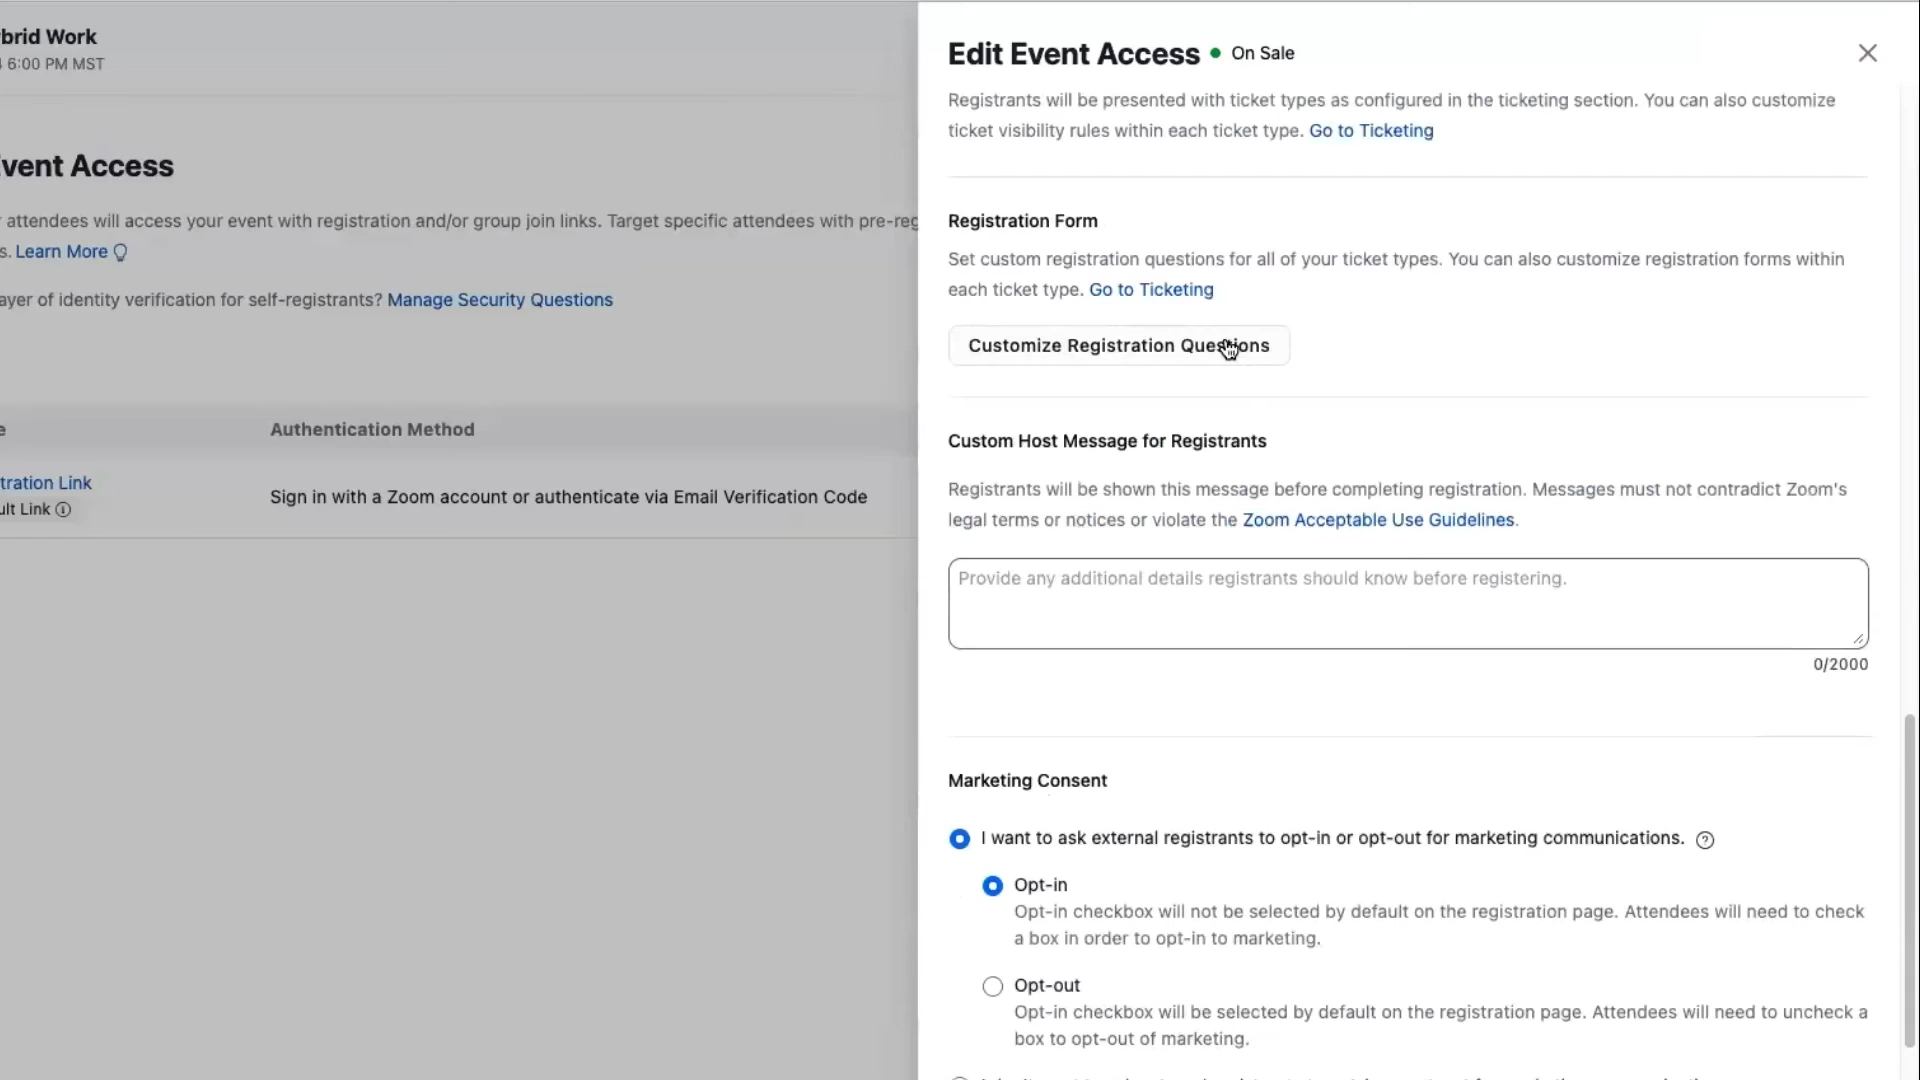 brid Work
6:00 PM MST
Event Access
attendees will access your event with registration and/or group join links. Target specific attendees with pre-reg
s. Learn More
ayer of identity verification for self-registrants? Manage Security Questions
e
Authentication Method
tration Link
ult Link
Sign in with a Zoom account or authenticate via Email Verification Code
Edit Event Access
On Sale
Registrants will be presented with ticket types as configured in the ticketing section. You can also customize
ticket visibility rules within each ticket type. Go to Ticketing
Registration Form
Set custom registration questions for all of your ticket types. You can also customize registration forms within
each ticket type. Go to Ticketing
Customize Registration Questions
Custom Host Message for Registrants
Registrants will be shown this message before completing registration. Messages must not contradict Zoom's
legal terms or notices or violate the Zoom Acceptable Use Guidelines.
Provide any additional details registrants should know before registering.
0/2000
Marketing Consent
I want to ask external registrants to opt-in or opt-out for marketing communications.
Opt-in
Opt-in checkbox will not be selected by default on the registration page. Attendees will need to check
a box in order to opt-in to marketing.
Opt-out
Opt-in checkbox will be selected by default on the registration page. Attendees will need to uncheck a
box to opt-out of marketing.